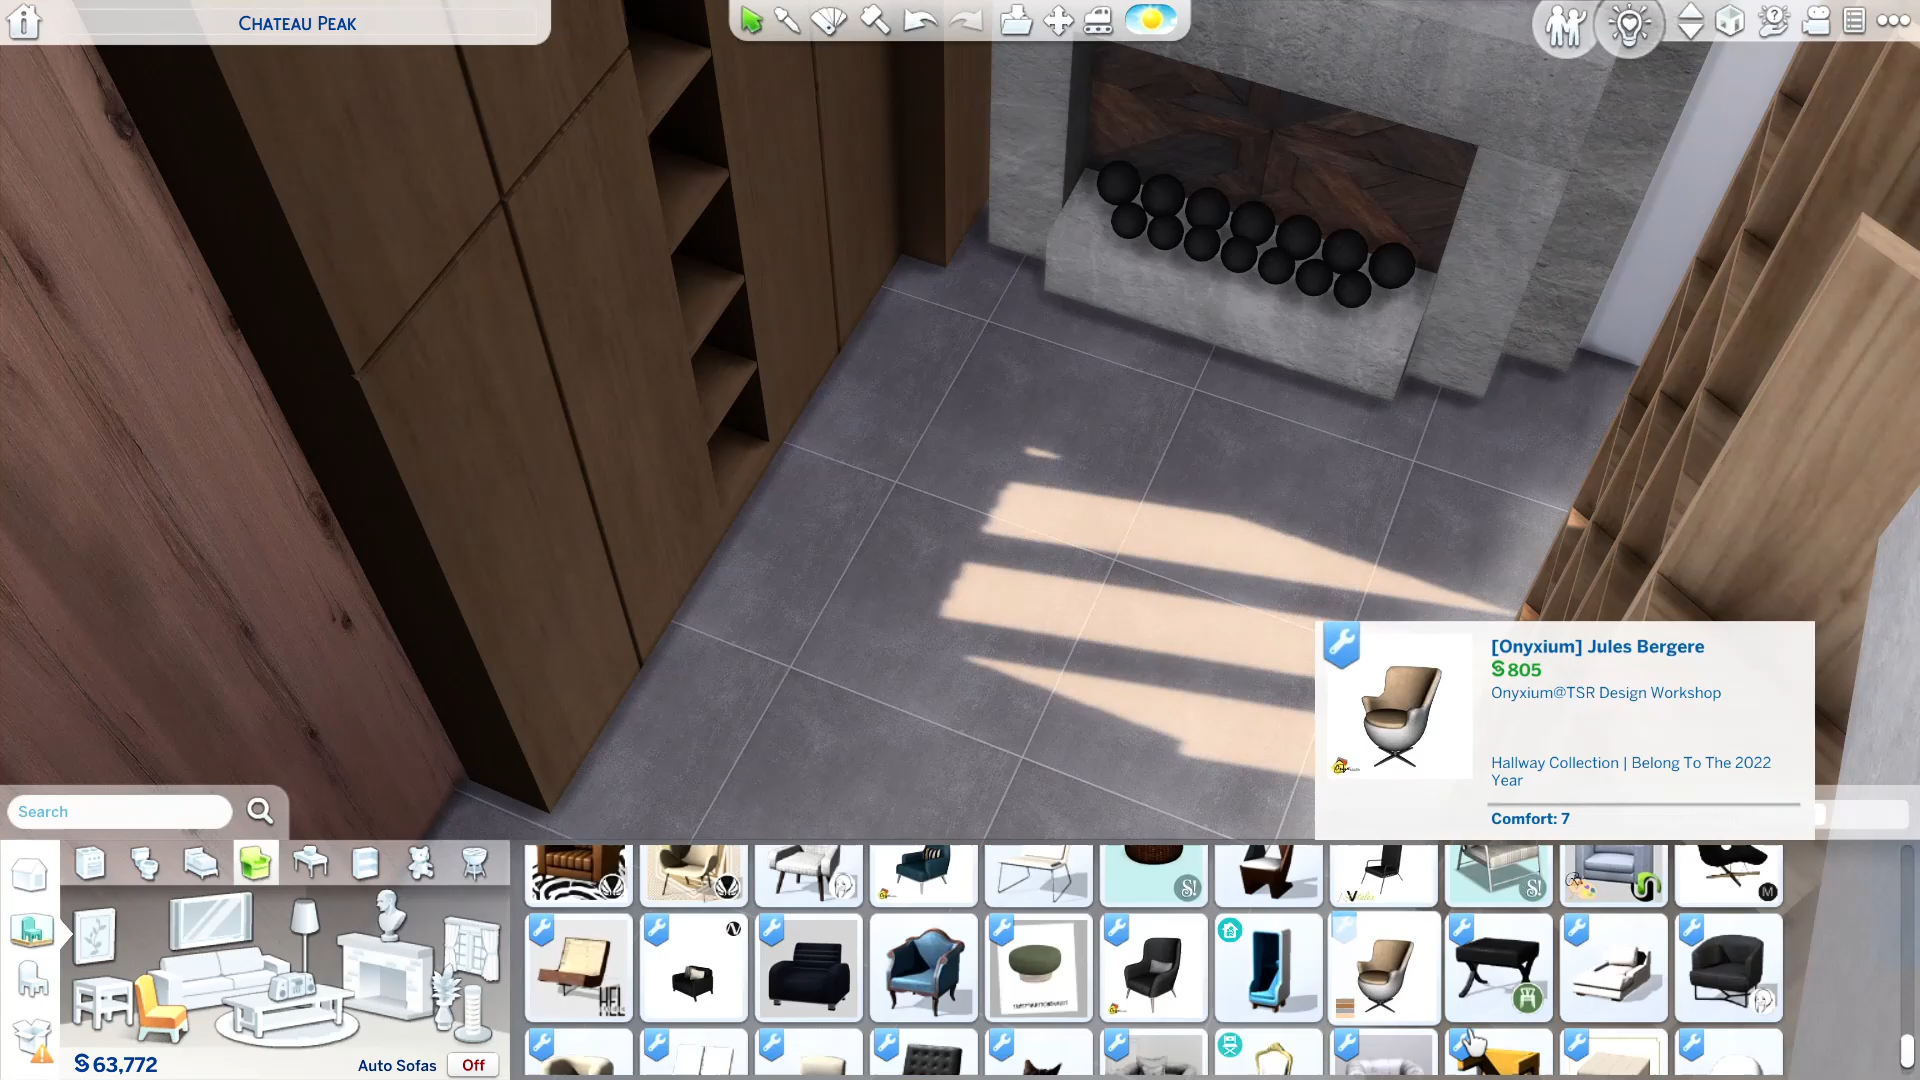 CHATEAU PEAK
[Onyxium] Jules Bergere
805
Onyxium@TSR Design Workshop
Hallway Collection | Belong To The 2022
Year
Comfort: 7
Search
63,772
Auto Sofas
Off